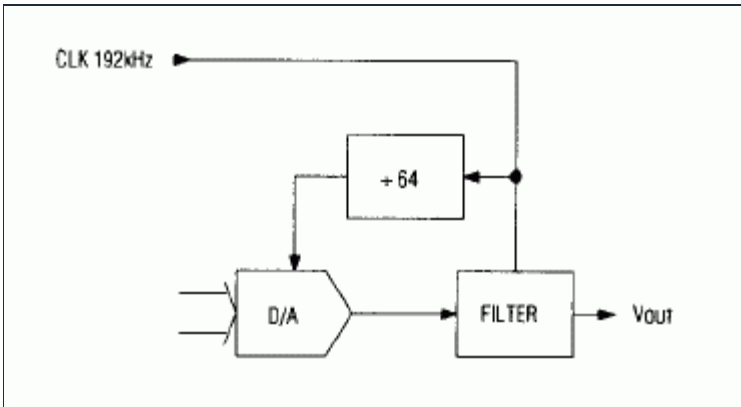 CLK 192kHz
÷ 64
D/A
FILTER
Vout